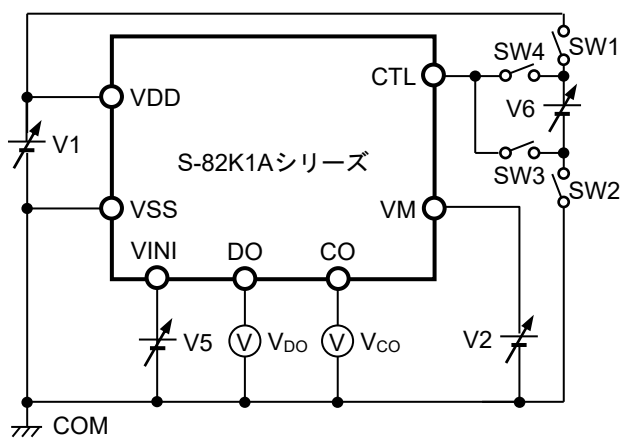 SW1
SW4
CTL
VDD
V6
V1
S-82K1Aシリーズ
SW3
SW2
VSS
VM
VINI
DO
CO
V5
V
VDO
V
VCO
V2
COM